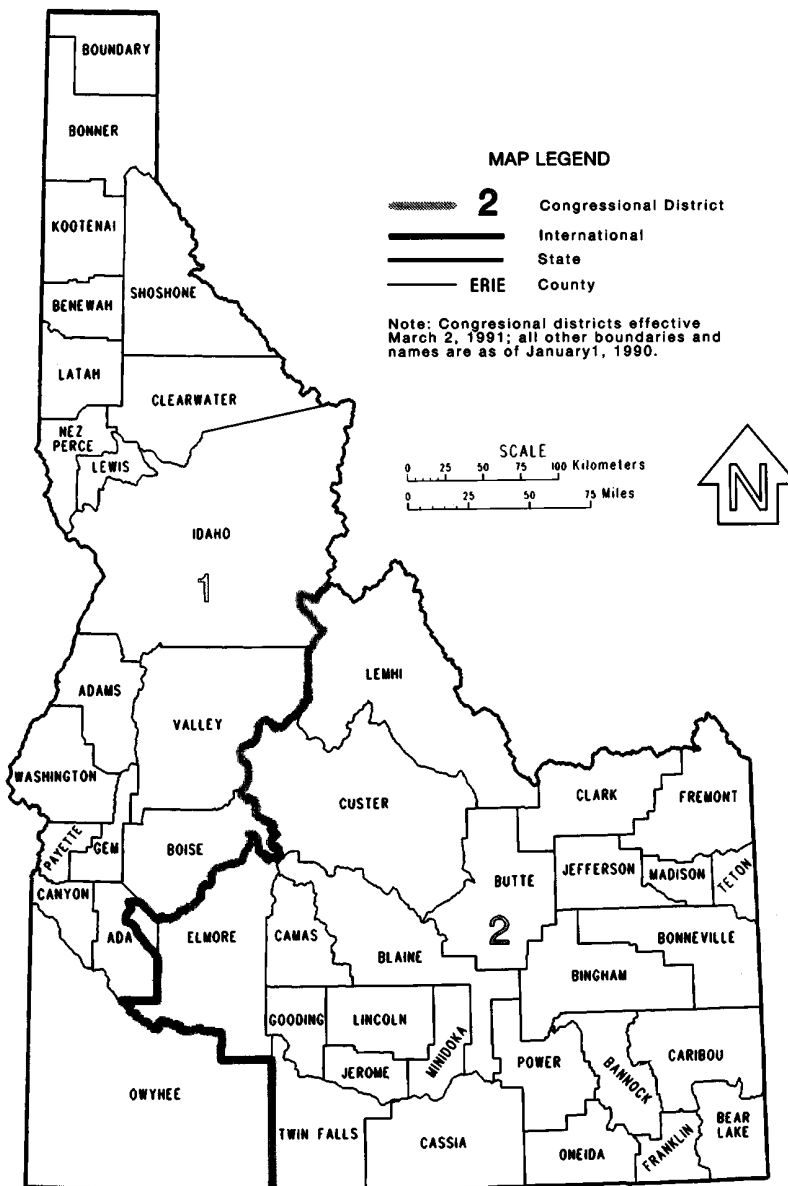 BOUNDARY
BONNER
MAP LEGEND
2 Congressional District
International
State
ERIE County
Note: Congresional districts effective
March 2, 1991; all other boundaries and
names are as of January1, 1990.
KOOTENAI
SHOSHONE
BENEWAH
LATAH
CLEARWATER
NEZ
PERCE
LEWIS
SCALE
0 25 50 75 100 Kilometers
0 25 50 75 Miles
N
IDAHO
1
LEMHI
ADAMS
VALLEY
WASHINGTON
CUSTER
CLARK
FREMONT
PAYETTE
GEM
BOISE
BUTTE
JEFFERSON
MADISON
TETON
CANYON
ADA
ELMORE
CAMAS
BLAINE
2
BONNEVILLE
BINGHAM
GOODING
LINCOLN
MINIDOKA
JEROME
POWER
BANNOCK
CARIBOU
OWYHEE
TWIN FALLS
CASSIA
ONEIDA
FRANKLIN
BEAR
LAKE